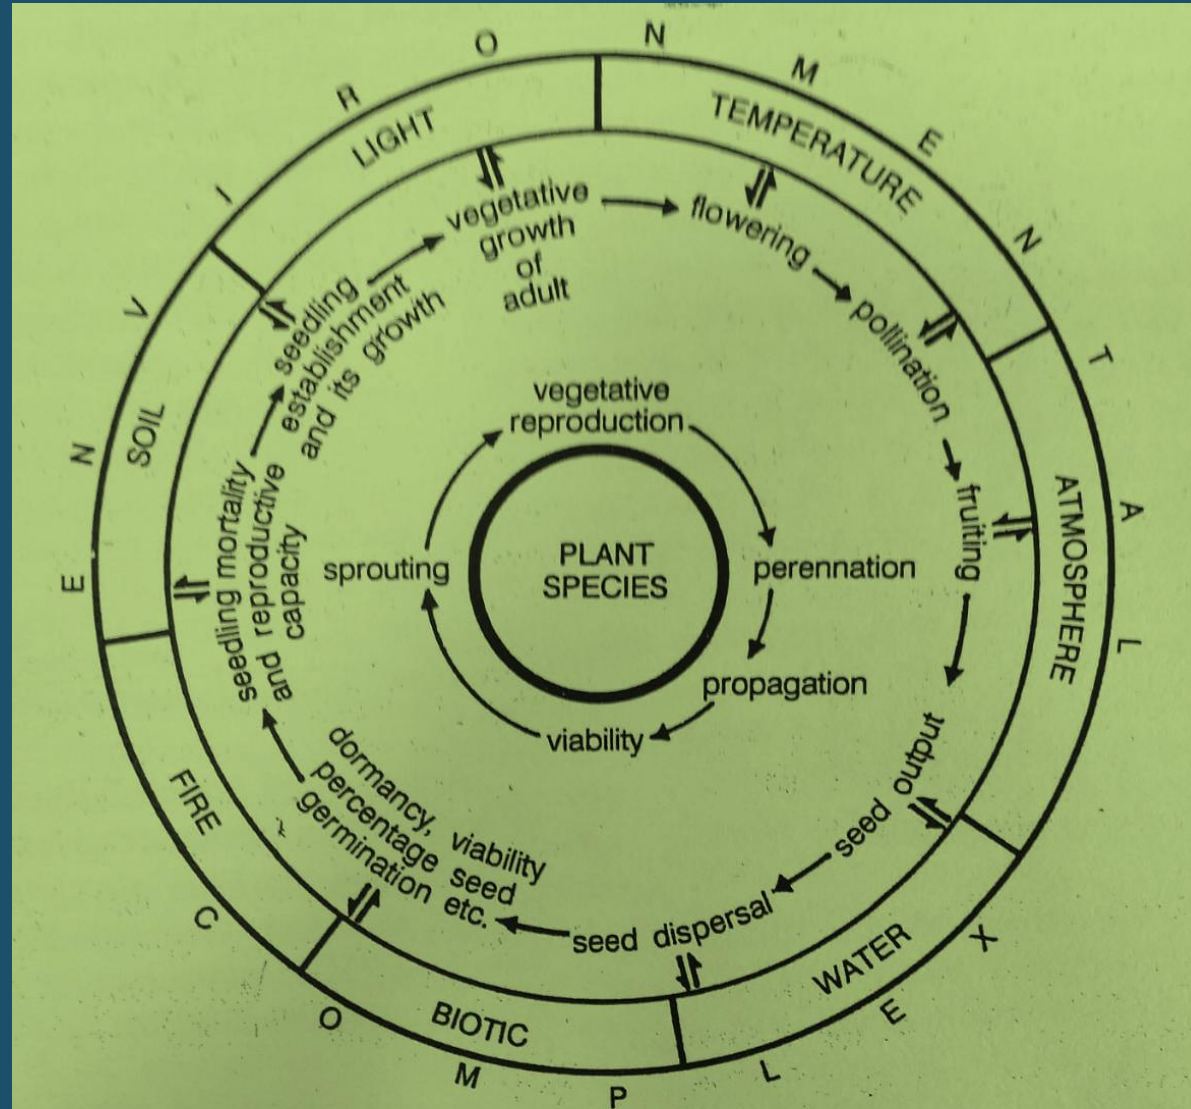 ENVIRONMENTAL
COMPLEX
LIGHT
TEMPERATURE
ATMOSPHERE
WATER
BIOTIC
FIRE
SOIL
vegetative
growth
of
adult
flowering
pollination
fruiting
seed output
seed dispersal
dormancy, viability
percentage seed
germination etc.
seedling mortality
and reproductive
capacity
seedling
establishment
and its growth
vegetative
reproduction
perennation
propagation
viability
sprouting
PLANT
SPECIES